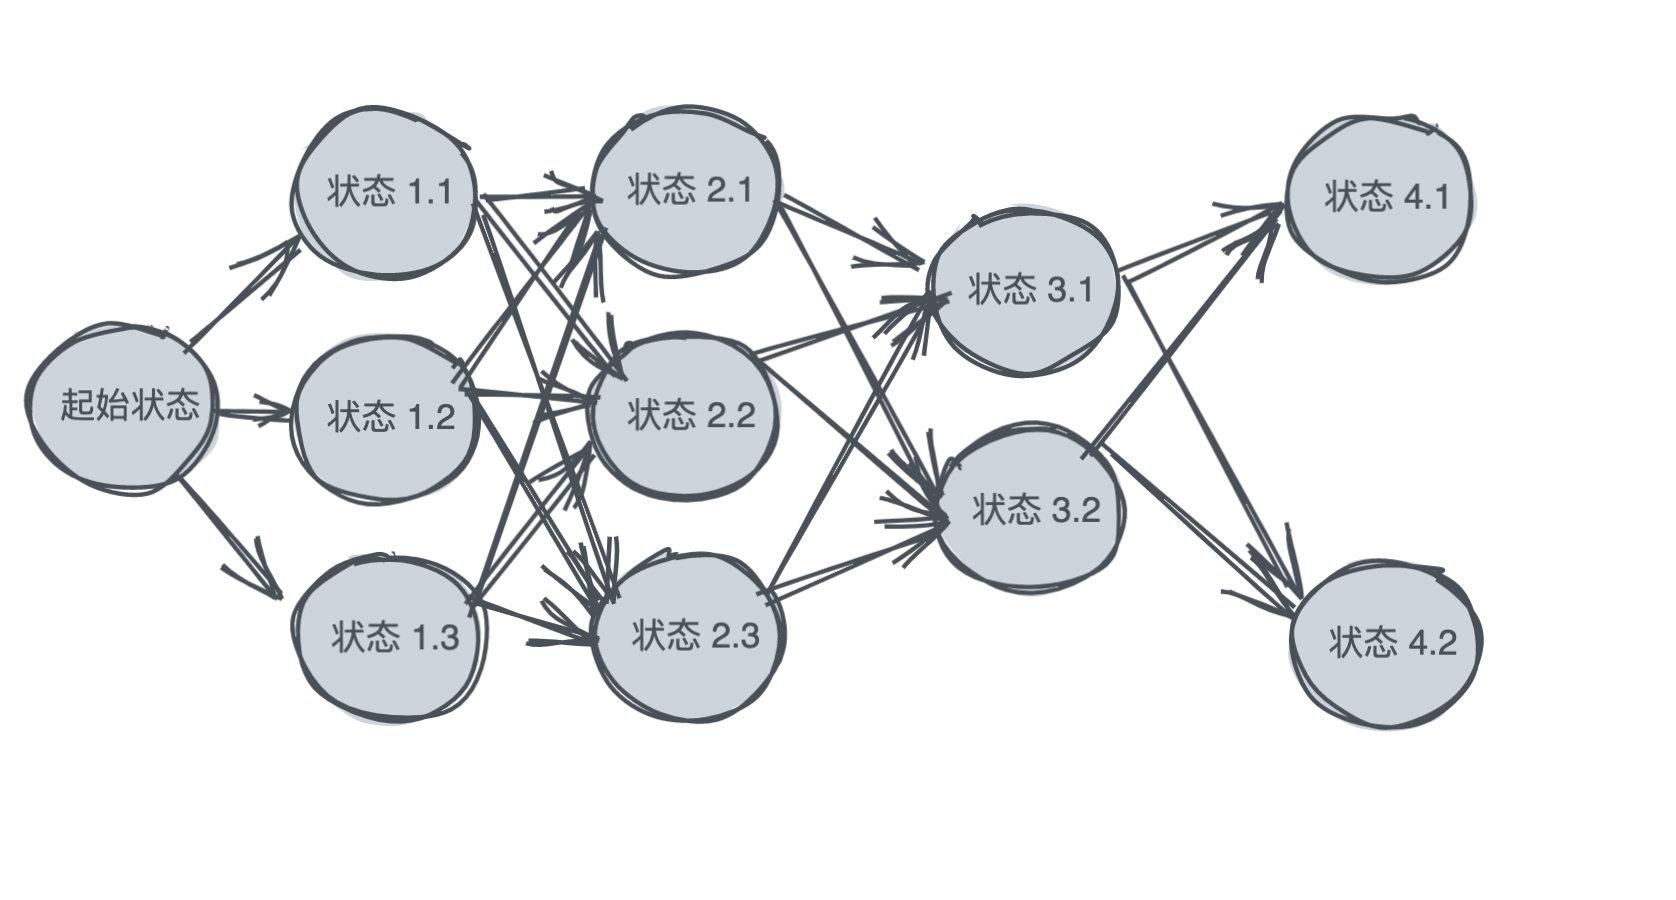 起始状态
状态 1.1
状态 1.2
状态 1.3
状态 2.1
状态 2.2
状态 2.3
状态 3.1
状态 3.2
状态 4.1
状态 4.2